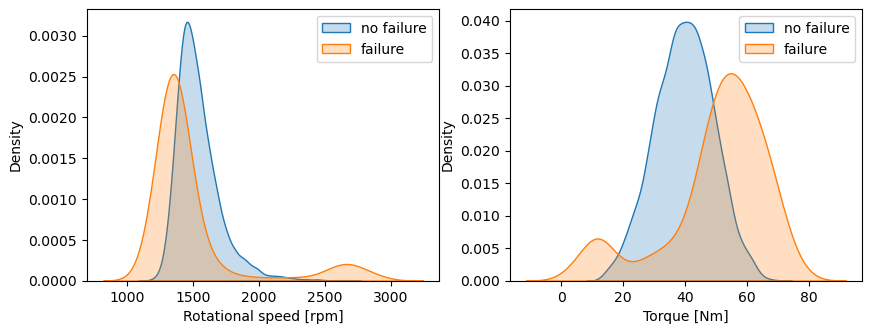 0.0030
0.0025
0.0020
0.0015
0.0010
0.0005
0.0000
Density
1000 1500 2000 2500 3000
Rotational speed [rpm]
no failure
failure
0.040
0.035
0.030
0.025
0.020
0.015
0.010
0.005
0.000
Density
0 20 40 60 80
Torque [Nm]
no failure
failure